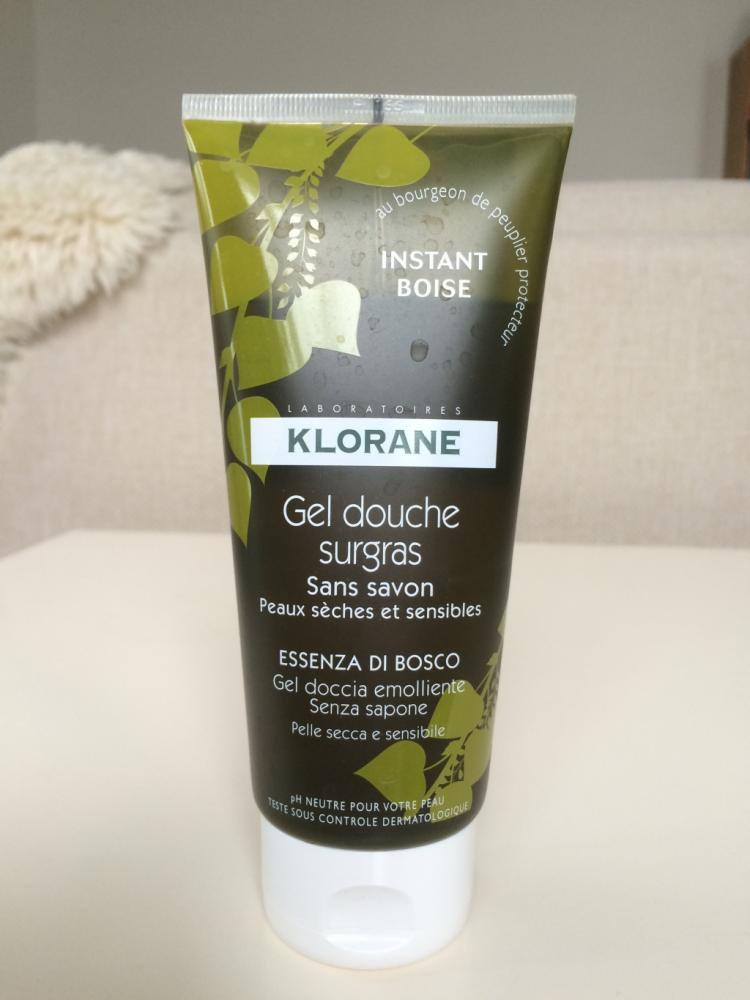 au bourgeon de peuplier protecteur
INSTANT
BOISE
LABORATOIRES
KLORANE
Gel douche
surgras
Sans savon
Peaux sèches et sensibles
ESSENZA DI BOSCO
Gel doccia emolliente
Senza sapone
Pelle secca e sensibile
pH NEUTRE POUR VOTRE PEAU
TESTE SOUS CONTROLE DERMATOLOGIQUE